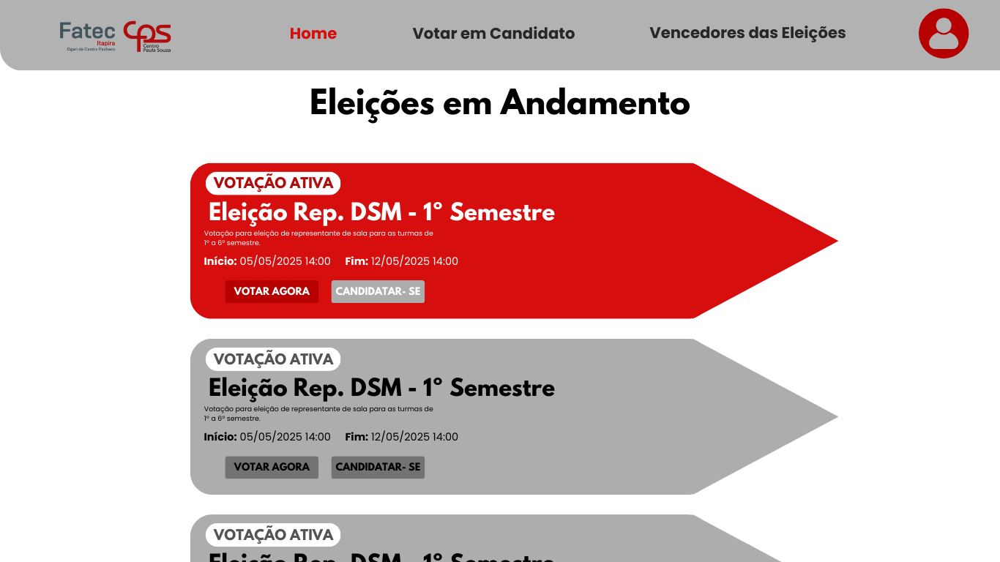 Fatec
Itapira
Ogari de Castro Pacheco
CPS
Centro
Paula Souza
Home
Votar em Candidato
Vencedores das Eleições
Eleições em Andamento
VOTAÇÃO ATIVA
Eleição Rep. DSM - 1º Semestre
Votação para eleição de representante de sala para as turmas de
1º a 6º semestre.
Início: 05/05/2025 14:00 Fim: 12/05/2025 14:00
VOTAR AGORA
CANDIDATAR- SE
VOTAÇÃO ATIVA
Eleição Rep. DSM - 1º Semestre
Votação para eleição de representante de sala para as turmas de
1º a 6º semestre.
Início: 05/05/2025 14:00 Fim: 12/05/2025 14:00
VOTAR AGORA
CANDIDATAR- SE
VOTAÇÃO ATIVA
Eleição Rep. DSM - 1º Semestre